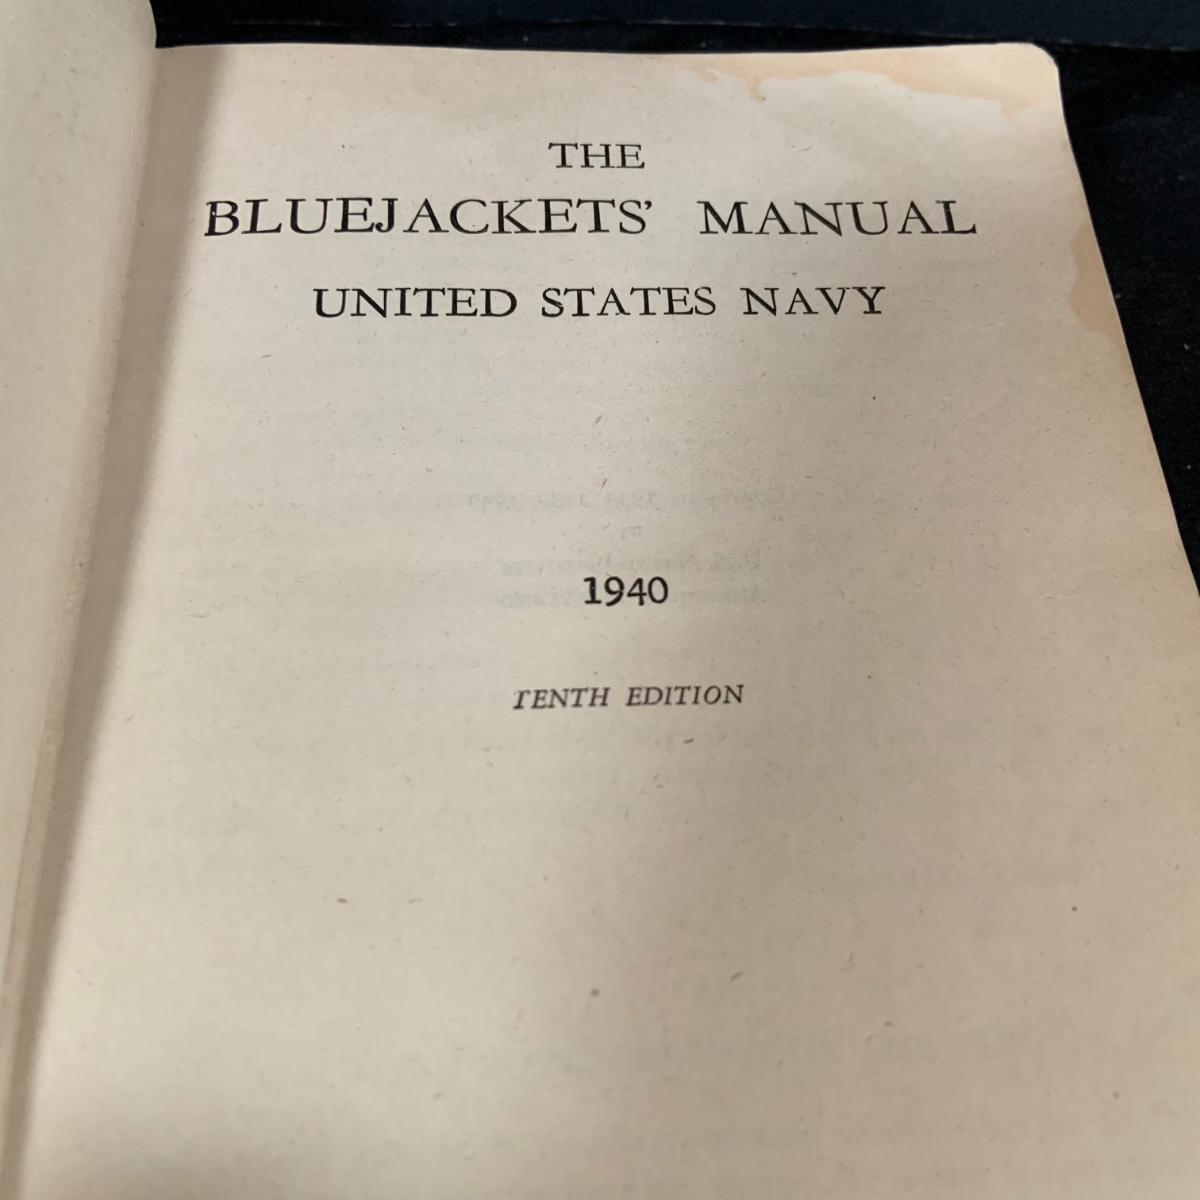 THE
BLUEJACKETS’ MANUAL
UNITED STATES NAVY
1940
TENTH EDITION